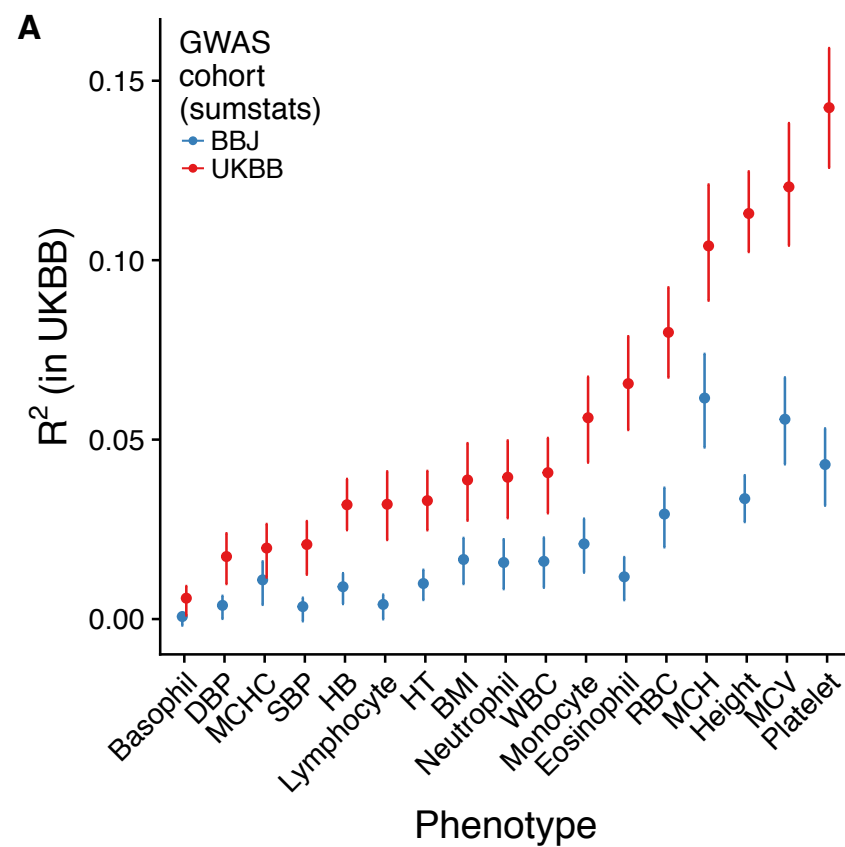 A
GWAS
cohort
(sumstats)
BBJ
UKBB
R² (in UKBB)
0.15
0.10
0.05
0.00
Basophil
DBP
MCHC
SBP
HB
Lymphocyte
HT
BMI
Neutrophil
WBC
Monocyte
Eosinophil
RBC
MCH
Height
MCV
Platelet
Phenotype